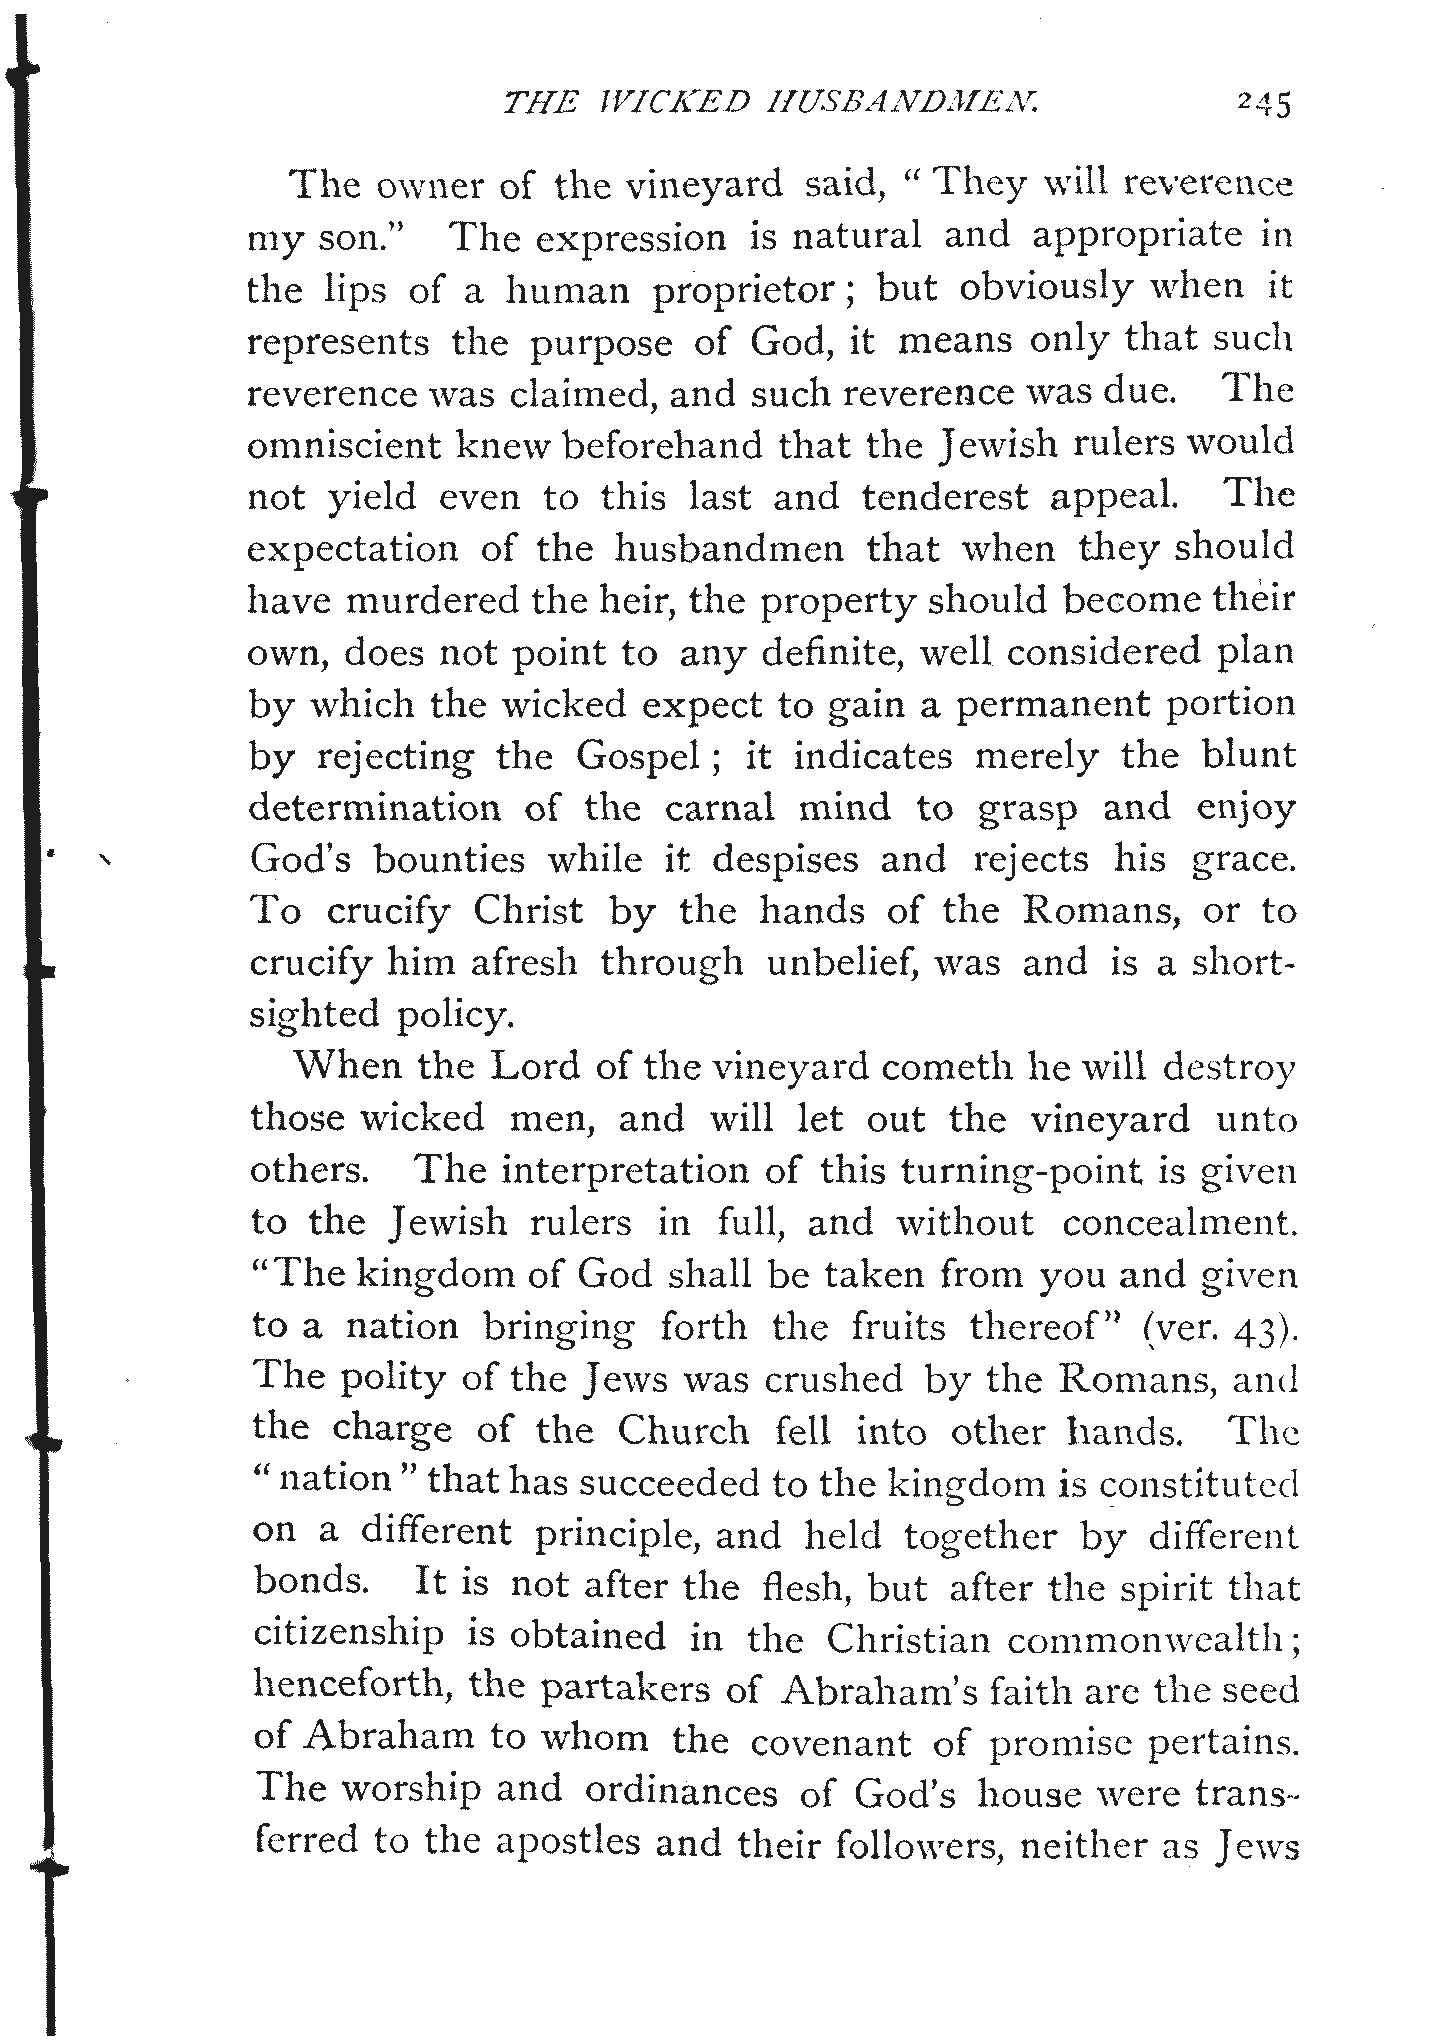 THE WICKED HUSBANDMEN. 245
The owner of the vineyard said, “ They will reverence
my son.” The expression is natural and appropriate in
the lips of a human proprietor ; but obviously when it
represents the purpose of God, it means only that such
reverence was claimed, and such reverence was due. The
omniscient knew beforehand that the Jewish rulers would
not yield even to this last and tenderest appeal. The
expectation of the husbandmen that when they should
have murdered the heir, the property should become their
own, does not point to any definite, well considered plan
by which the wicked expect to gain a permanent portion
by rejecting the Gospel ; it indicates merely the blunt
determination of the carnal mind to grasp and enjoy
God’s bounties while it despises and rejects his grace.
To crucify Christ by the hands of the Romans, or to
crucify him afresh through unbelief, was and is a short-
sighted policy.
When the Lord of the vineyard cometh he will destroy
those wicked men, and will let out the vineyard unto
others. The interpretation of this turning-point is given
to the Jewish rulers in full, and without concealment.
“The kingdom of God shall be taken from you and given
to a nation bringing forth the fruits thereof” (ver. 43).
The polity of the Jews was crushed by the Romans, and
the charge of the Church fell into other hands. The
“ nation ” that has succeeded to the kingdom is constituted
on a different principle, and held together by different
bonds. It is not after the flesh, but after the spirit that
citizenship is obtained in the Christian commonwealth ;
henceforth, the partakers of Abraham’s faith are the seed
of Abraham to whom the covenant of promise pertains.
The worship and ordinances of God’s house were trans-
ferred to the apostles and their followers, neither as Jews